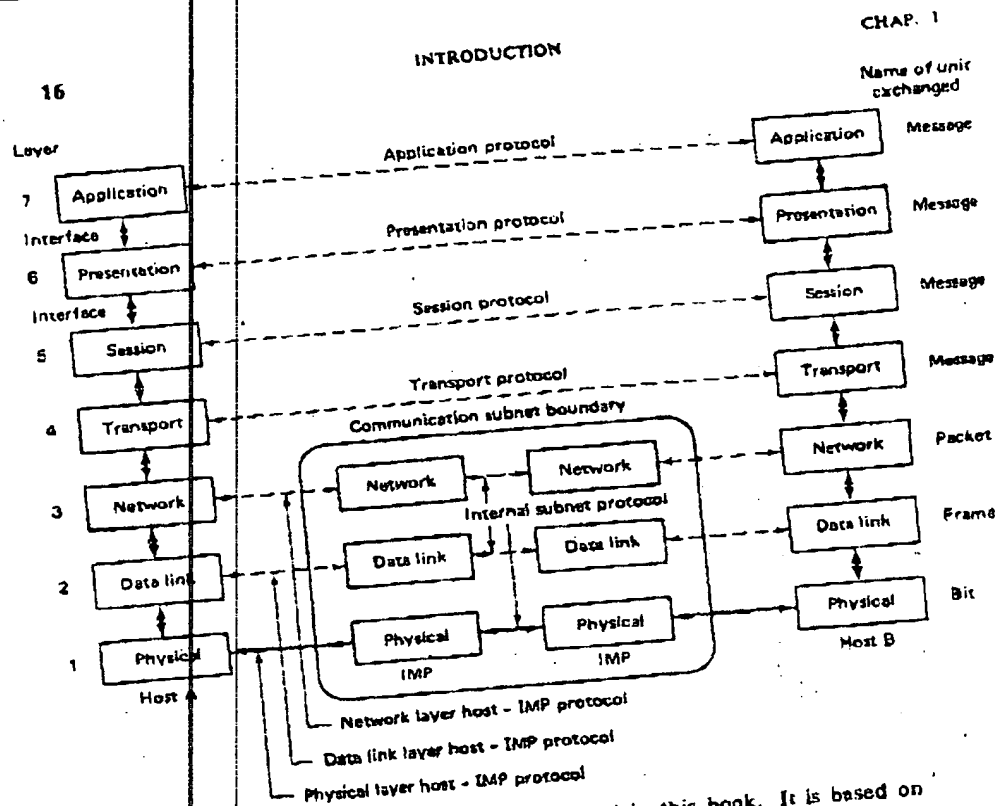 CHAP. 1
INTRODUCTION
16
Name of unit
exchanged
Layer
7 Application
Application protocol
Application
Message
Interface
6 Presentation
Presentation protocol
Presentation
Message
Interface
5 Session
Session protocol
Session
Message
4 Transport
Transport protocol
Transport
Message
Communication subnet boundary
3 Network
Network
Network
Network
Packet
Internal subnet protocol
2 Data link
Data link
Data link
Data link
Frame
1 Physical
Physical
Physical
Physical
Bit
Host
IMP
IMP
Host B
Network layer host - IMP protocol
Data link layer host - IMP protocol
Physical layer host - IMP protocol
this book. It is based on